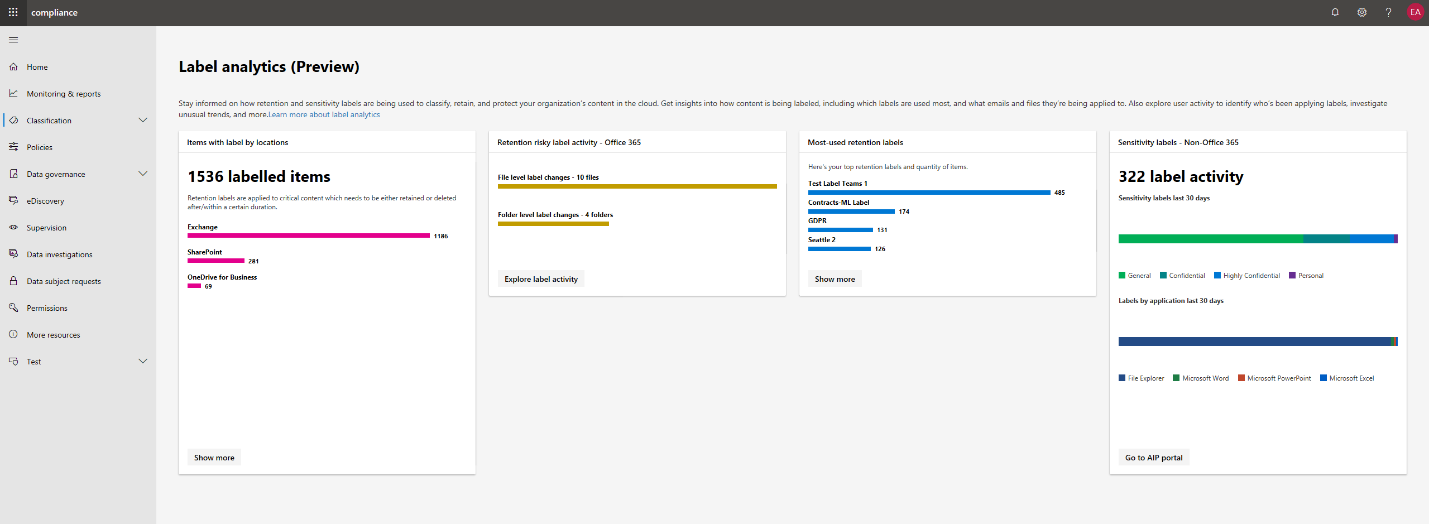 compliance
?
EA
Home
Monitoring & reports
Classification
Policies
Data governance
eDiscovery
Supervision
Data investigations
Data subject requests
Permissions
More resources
Test
Label analytics (Preview)
Stay informed on how retention and sensitivity labels are being used to classify, retain, and protect your organization's content in the cloud. Get insights into how content is being labeled, including which labels are used most, and what emails and files they're being applied to. Also explore user activity to identify who's been applying labels, investigate
unusual trends, and more.Learn more about label analytics
Items with label by locations
1536 labelled items
Retention labels are applied to critical content which needs to be either retained or deleted
after/within a certain duration.
Exchange
1186
SharePoint
281
OneDrive for Business
69
Show more
Retention risky label activity - Office 365
File level label changes - 10 files
Folder level label changes - 4 folders
Explore label activity
Most-used retention labels
Here's your top retention labels and quantity of items.
Test Label Teams 1
485
Contracts-ML Label
174
GDPR
131
Seattle 2
126
Show more
Sensitivity labels - Non-Office 365
322 label activity
Sensitivity labels last 30 days
General Confidential Highly Confidential Personal
Labels by application last 30 days
File Explorer Microsoft Word Microsoft PowerPoint Microsoft Excel
Go to AIP portal